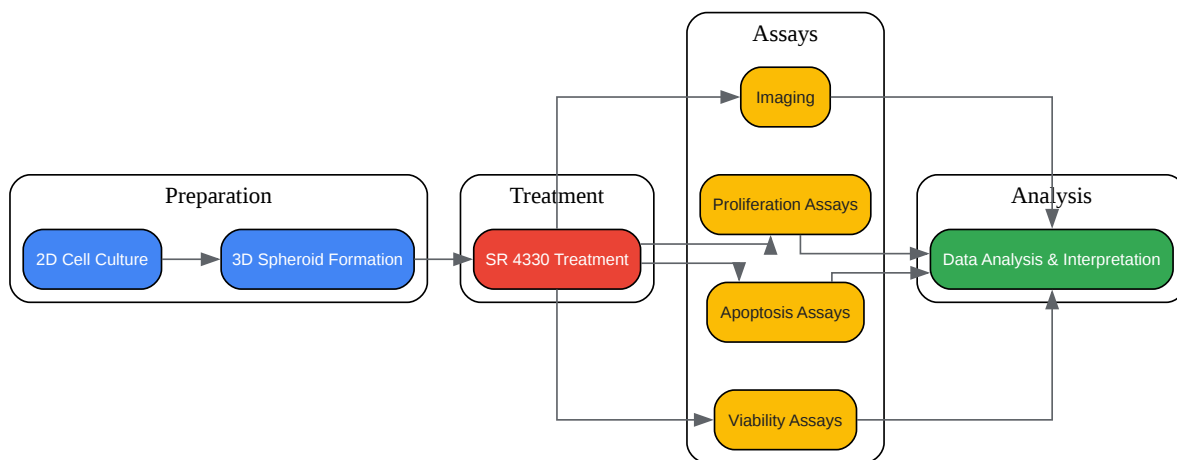 Preparation
2D Cell Culture
3D Spheroid Formation
Treatment
SR 4330 Treatment
Assays
Imaging
Proliferation Assays
Apoptosis Assays
Viability Assays
Analysis
Data Analysis & Interpretation